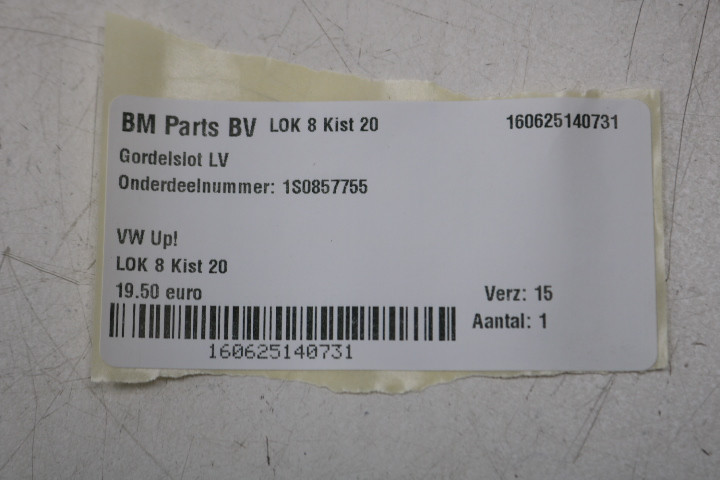 BM Parts BV LOK 8 Kist 20 160625140731
Gordelslot LV
Onderdeelnummer: 1S0857755
VW Up!
LOK 8 Kist 20
19.50 euro Verz: 15
Aantal: 1
160625140731